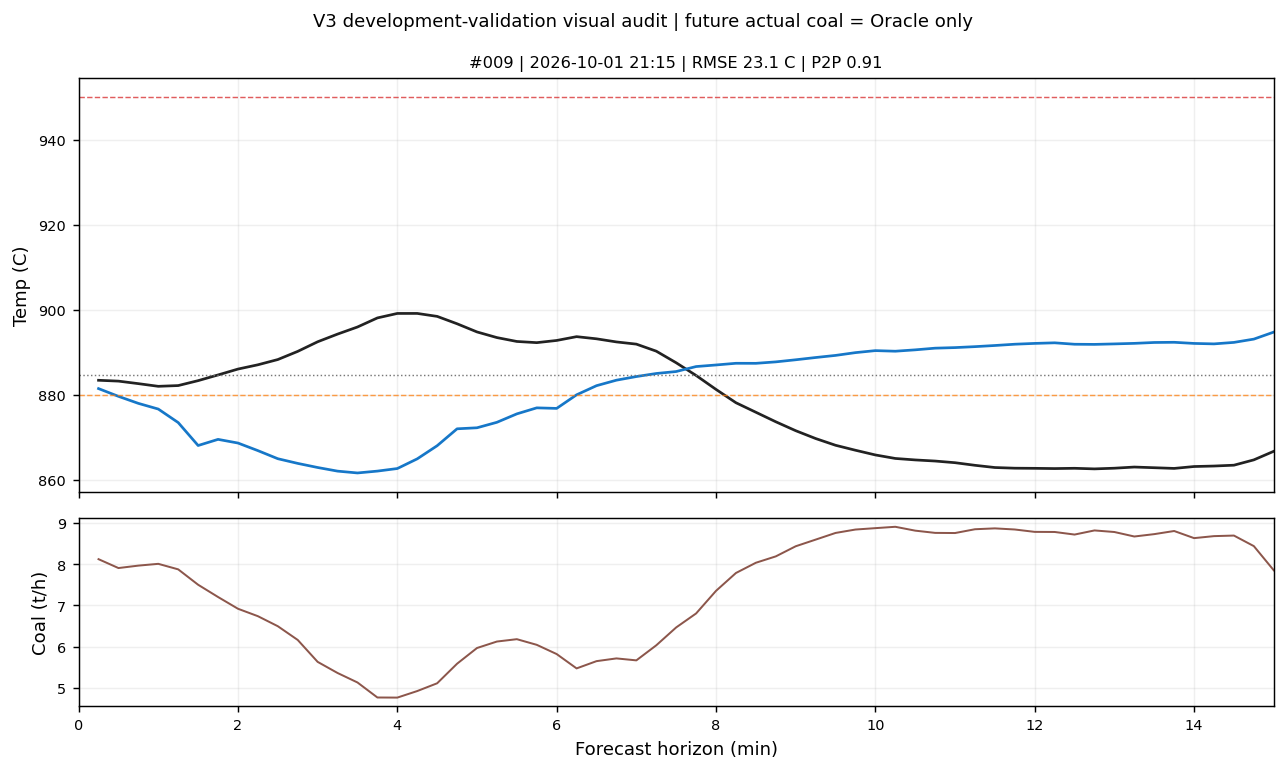 V3 development-validation visual audit | future actual coal = Oracle only
#009 | 2026-10-01 21:15 | RMSE 23.1 C | P2P 0.91
Temp (C)
940
920
900
880
860
Coal (t/h)
9
8
7
6
5
0 2 4 6 8 10 12 14
Forecast horizon (min)